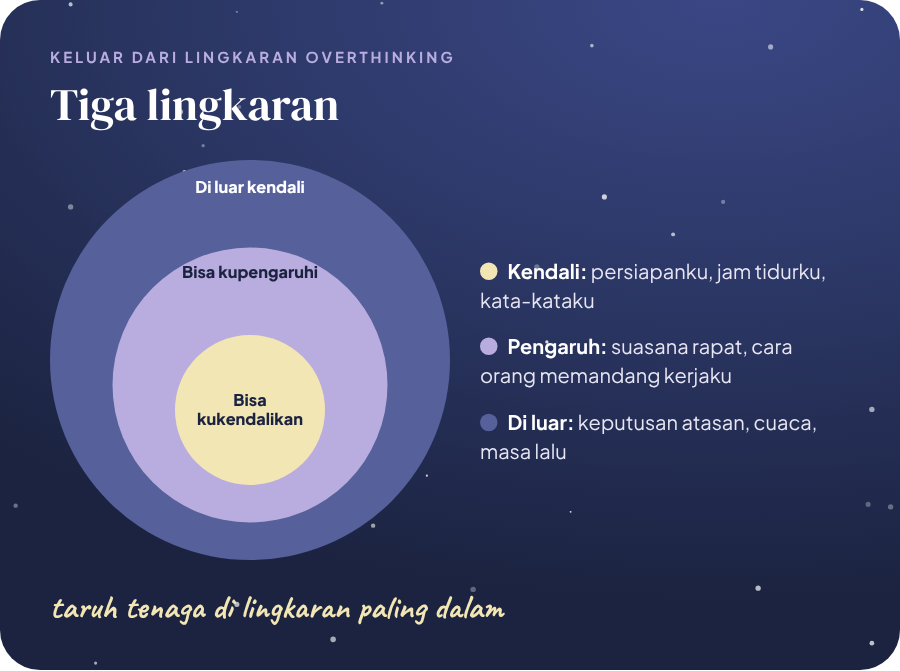 KELUAR DARI LINGKARAN OVERTHINKING
Tiga lingkaran
Di luar kendali
Bisa kupengaruhi
Bisa
kukendalikan
Kendali: persiapanku, jam tidurku,
kata-kataku
Pengaruh: suasana rapat, cara
orang memandang kerjaku
Di luar: keputusan atasan, cuaca,
masa lalu
taruh tenaga di lingkaran paling dalam